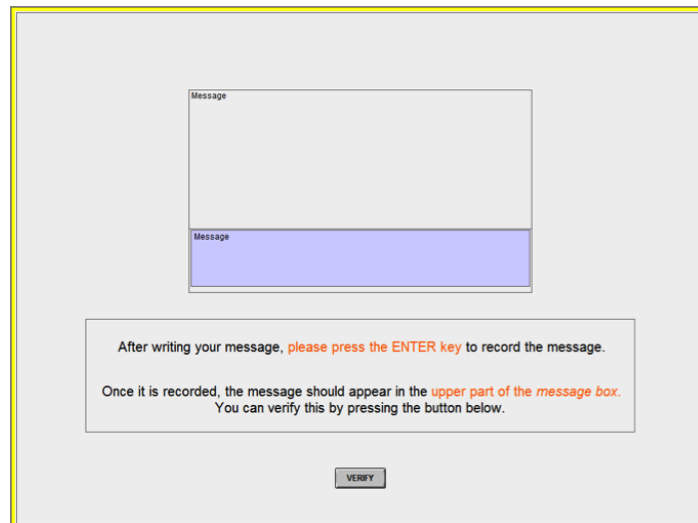 Message
Message
After writing your message, please press the ENTER key to record the message.
Once it is recorded, the message should appear in the upper part of the message box.
You can verify this by pressing the button below.
VERIFY